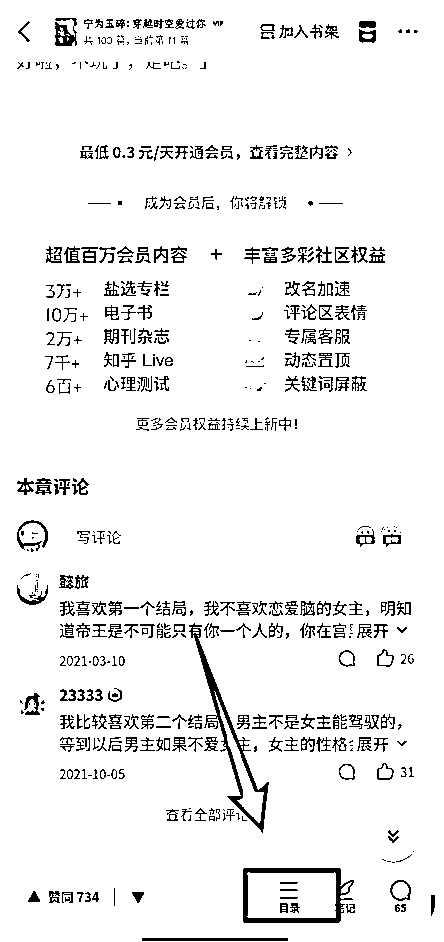 宁为玉碎:穿越时空爱过你 VIP
共 100 篇,当前第 11 篇
加入书架
最低 0.3 元/天开通会员,查看完整内容
成为会员后,你将解锁
超值百万会员内容 + 丰富多彩社区权益
3万+ 盐选专栏 改名加速
10万+ 电子书 评论区表情
2万+ 期刊杂志 专属客服
7千+ 知乎 Live 动态置顶
6百+ 心理测试 关键词屏蔽
更多会员权益持续上新中!
本章评论
写评论
懿旅
我喜欢第一个结局,我不喜欢恋爱脑的女主,明知
道帝王是不可能只有你一个人的,你在宫 展开
2021-03-10 26
23333
我比较喜欢第二个结局,男主不是女主能驾驭的,
等到以后男主如果不爱女主,女主的性格 展开
2021-10-05 31
查看全部评论
赞同 734 目录 笔记 65